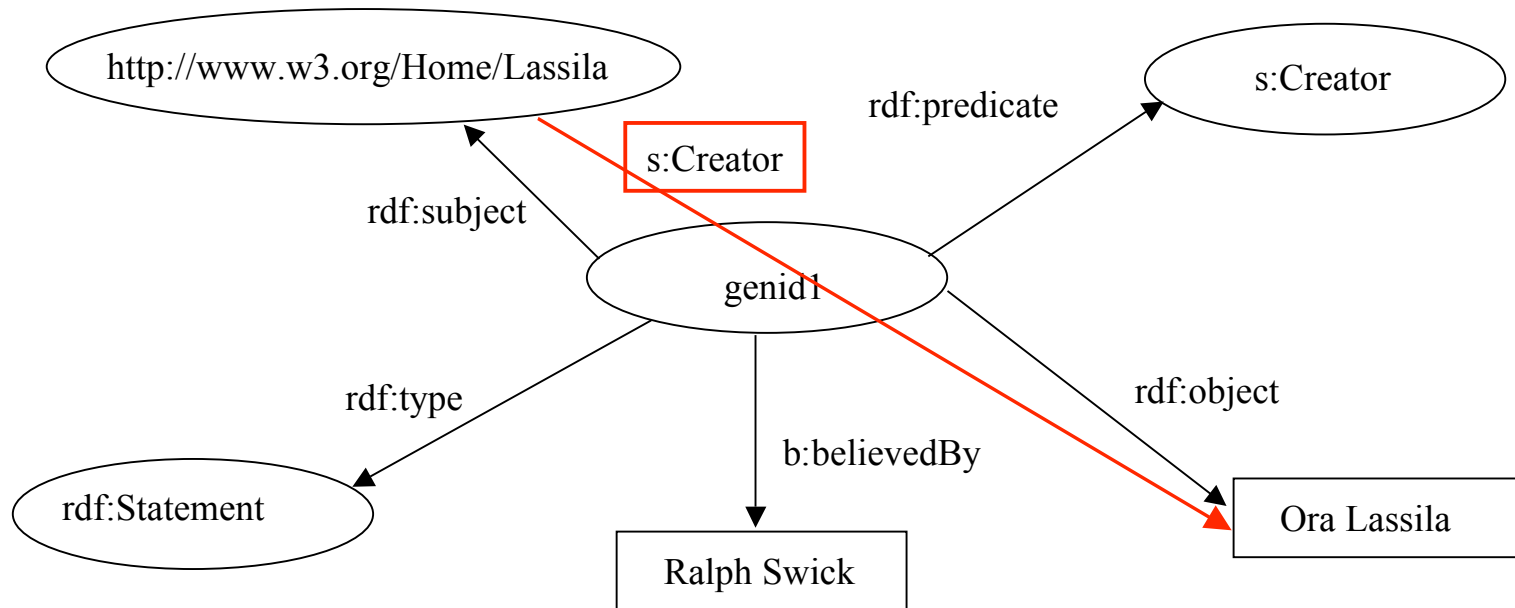 http://www.w3.org/Home/Lassila
s:Creator
rdf:predicate
s:Creator
rdf:subject
genid1
rdf:type
rdf:object
b:believedBy
rdf:Statement
Ora Lassila
Ralph Swick